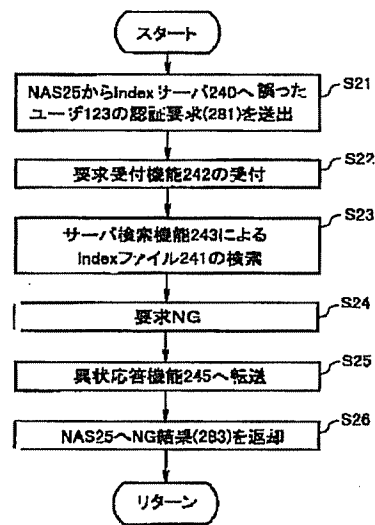 スタート
NAS25からIndexサーバ240へ誤った
ユーザ123の認証要求(281)を送出
S21
要求受付機能242の受付
S22
サーバ検索機能243による
Indexファイル241の検索
S23
要求NG
S24
異状応答機能245へ転送
S25
NAS25へNG結果(283)を返却
S26
リターン